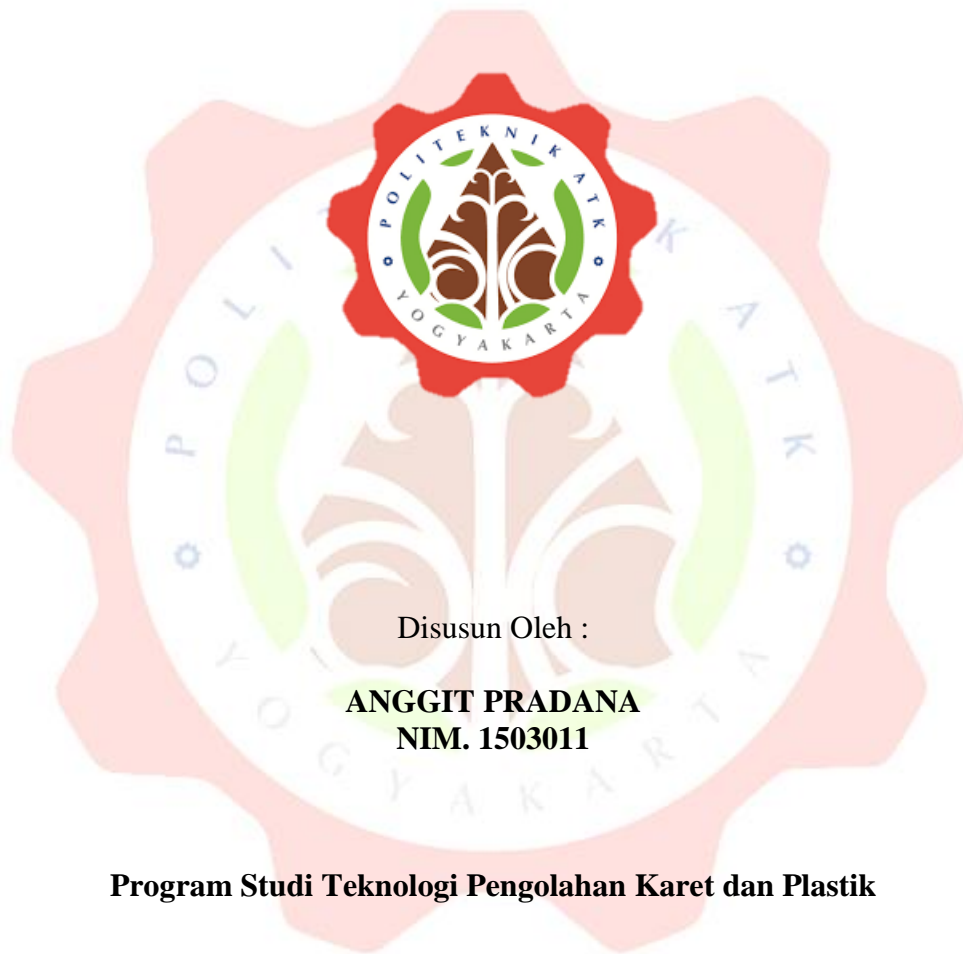 POLITEKNIK ATK
YOGYAKARTA
Disusun Oleh :
ANGGIT PRADANA
NIM. 1503011
Program Studi Teknologi Pengolahan Karet dan Plastik